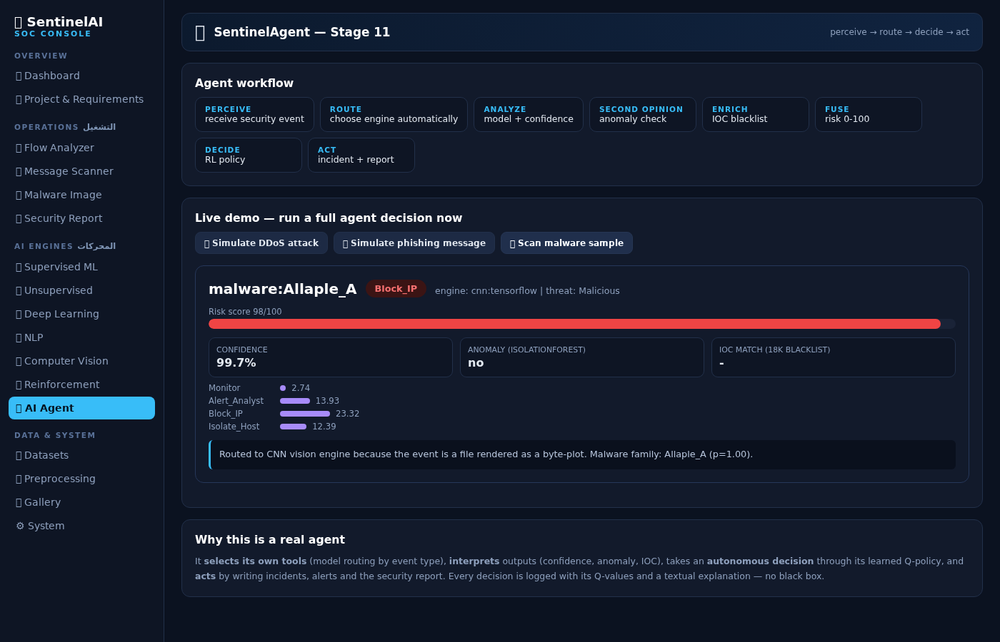 SentinelAI
SOC CONSOLE
OVERVIEW
Dashboard
Project & Requirements
OPERATIONS التشغيل
Flow Analyzer
Message Scanner
Malware Image
Security Report
AI ENGINES المحركات
Supervised ML
Unsupervised
Deep Learning
NLP
Computer Vision
Reinforcement
AI Agent
DATA & SYSTEM
Datasets
Preprocessing
Gallery
⚙ System
SentinelAgent — Stage 11
perceive → route → decide → act
Agent workflow
PERCEIVE
receive security event
ROUTE
choose engine automatically
ANALYZE
model + confidence
SECOND OPINION
anomaly check
ENRICH
IOC blacklist
FUSE
risk 0-100
DECIDE
RL policy
ACT
incident + report
Live demo — run a full agent decision now
Simulate DDoS attack
Simulate phishing message
Scan malware sample
malware:Allaple_A Block_IP engine: cnn:tensorflow | threat: Malicious
Risk score 98/100
CONFIDENCE
99.7%
ANOMALY (ISOLATIONFOREST)
no
IOC MATCH (18K BLACKLIST)
-
Monitor 2.74
Alert_Analyst 13.93
Block_IP 23.32
Isolate_Host 12.39
Routed to CNN vision engine because the event is a file rendered as a byte-plot. Malware family: Allaple_A (p=1.00).
Why this is a real agent
It selects its own tools (model routing by event type), interprets outputs (confidence, anomaly, IOC), takes an autonomous decision through its learned Q-policy, and
acts by writing incidents, alerts and the security report. Every decision is logged with its Q-values and a textual explanation — no black box.